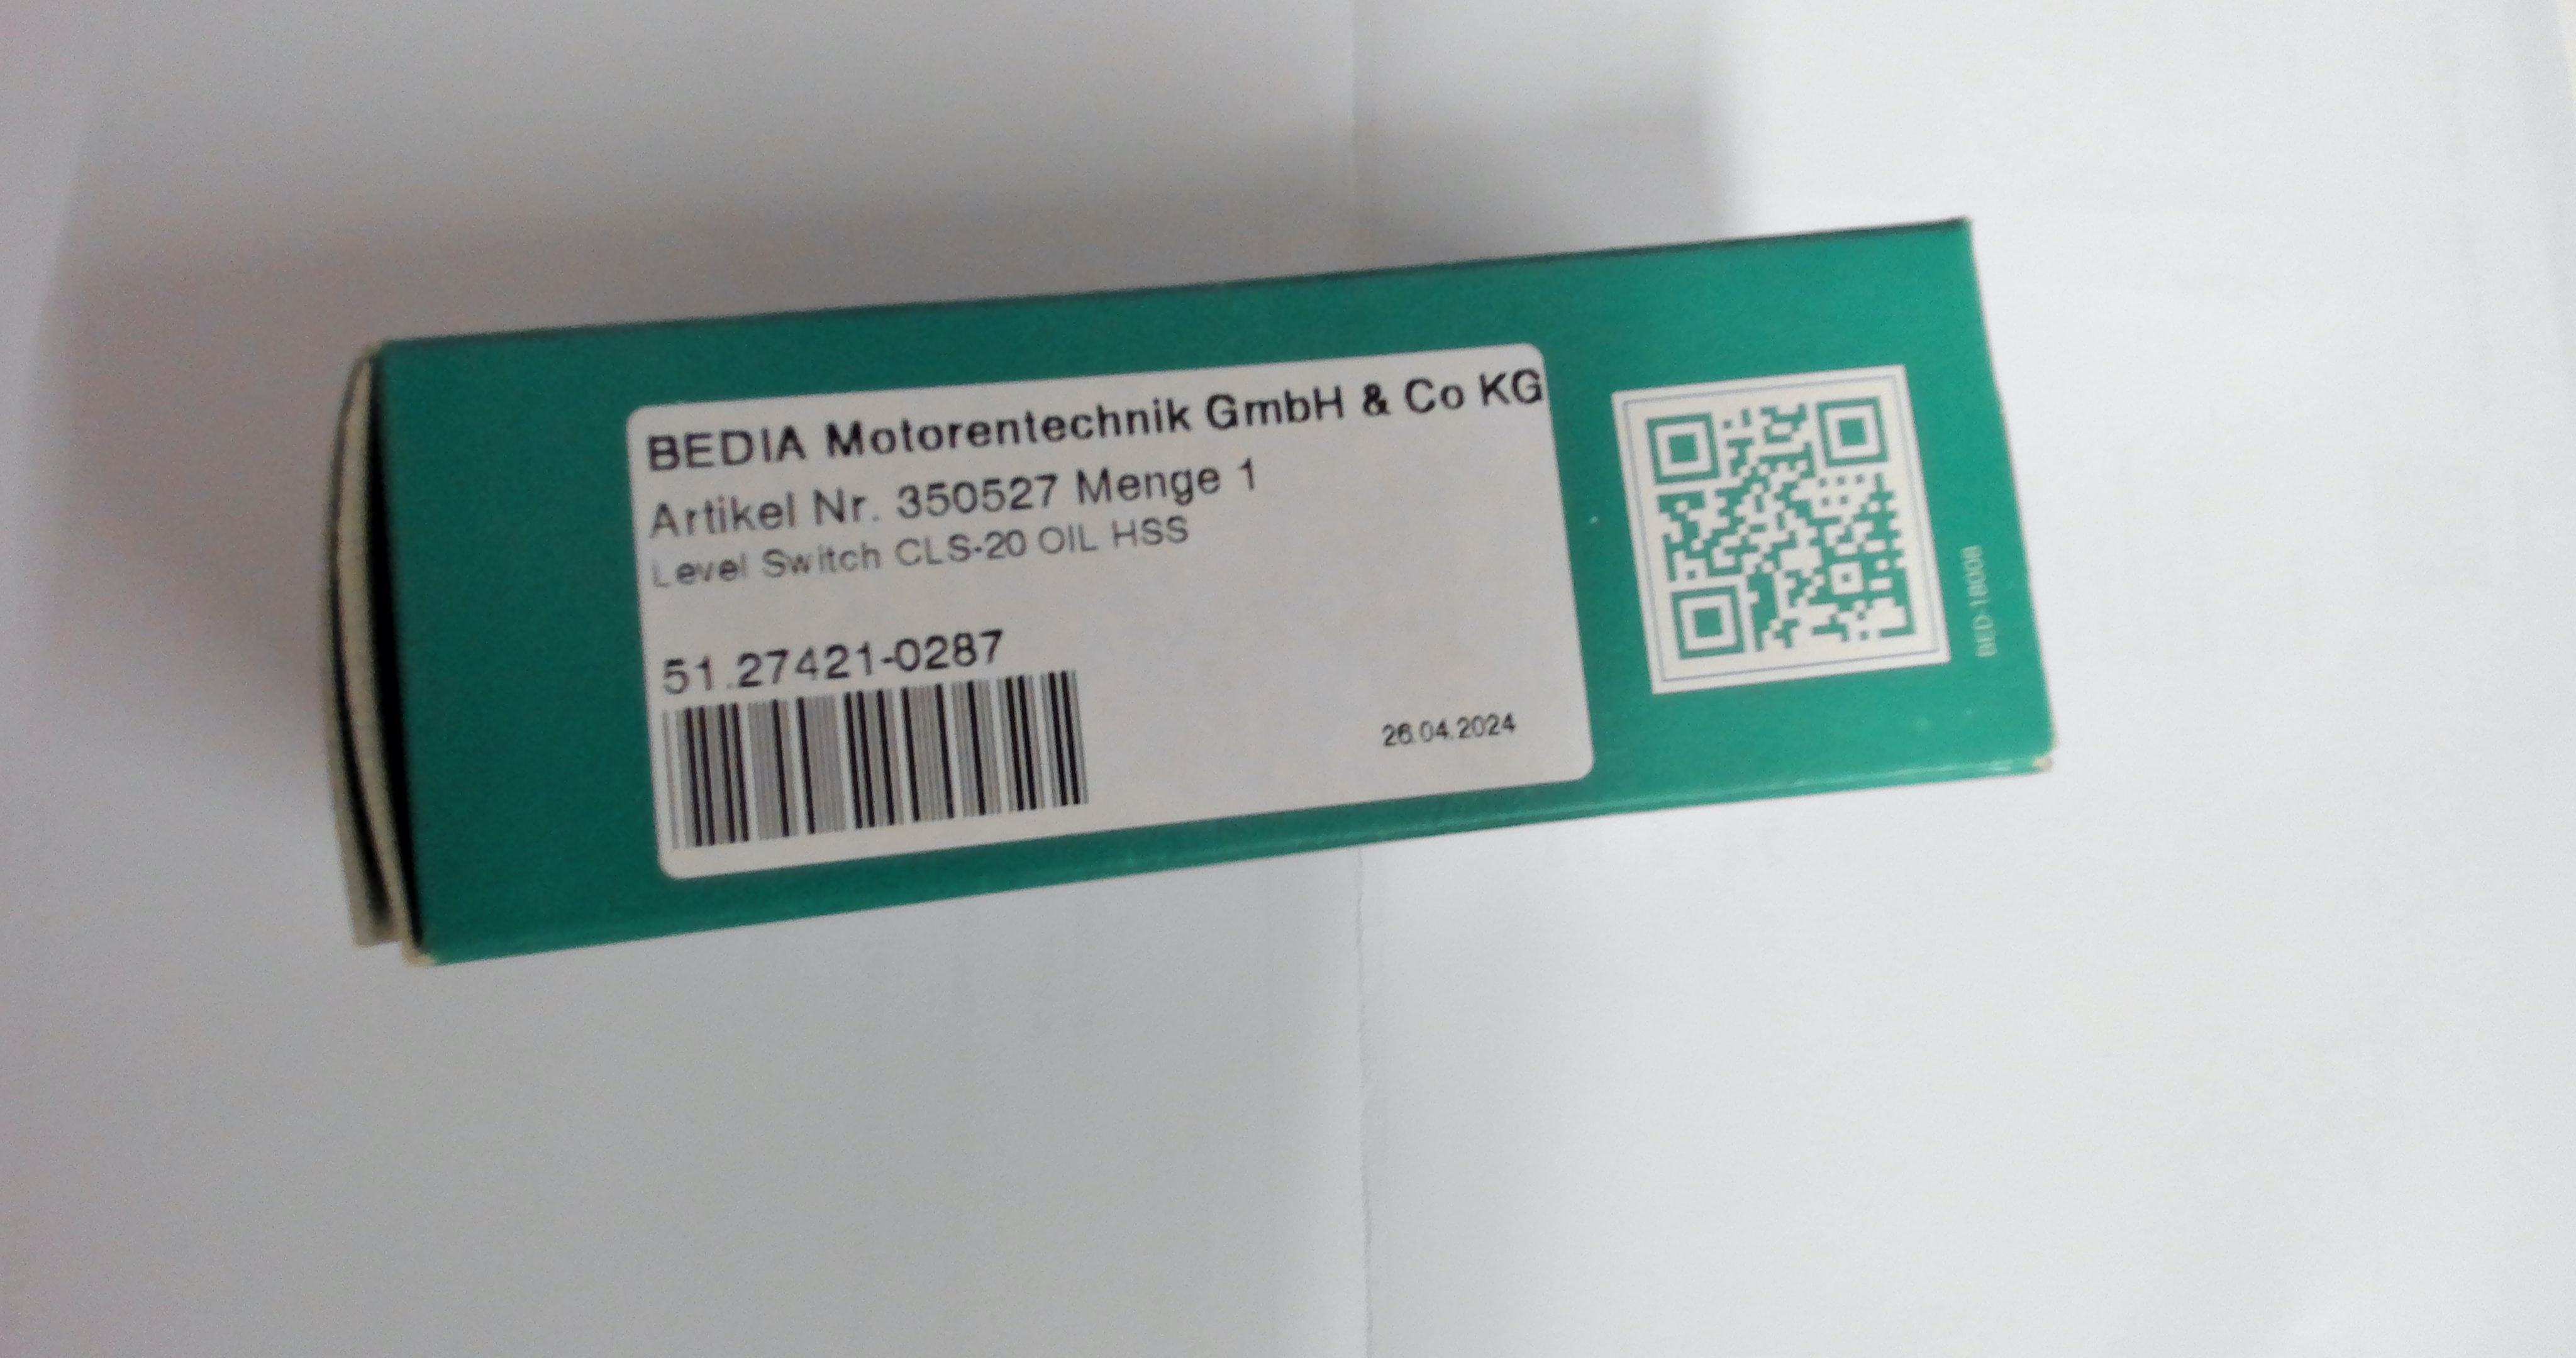 BEDIA Motorentechnik GmbH & Co KG
Artikel Nr. 350527 Menge 1
Level Switch CLS-20 OIL HSS
51.27421-0287
26.04.2024
BED-18008